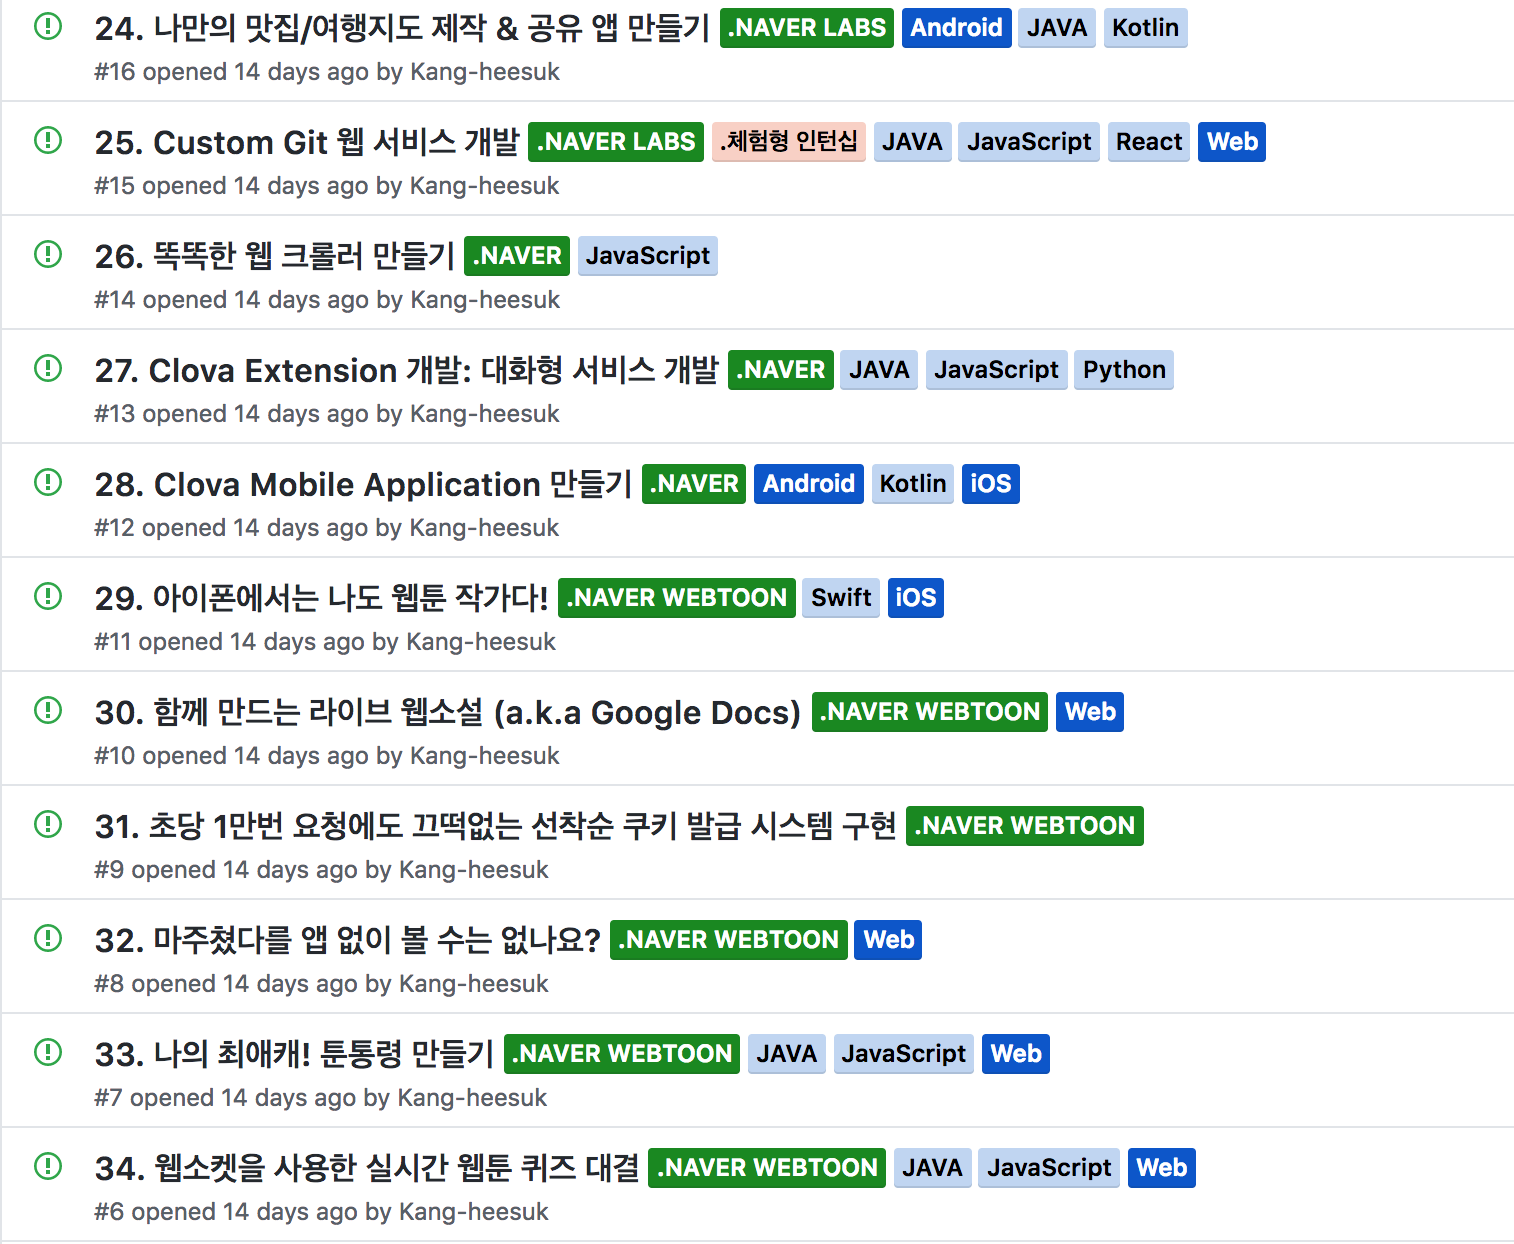 24. 나만의 맛집/여행지도 제작 & 공유 앱 만들기 .NAVER LABS Android JAVA Kotlin
#16 opened 14 days ago by Kang-heesuk
25. Custom Git 웹 서비스 개발 .NAVER LABS .체험형 인턴십 JAVA JavaScript React Web
#15 opened 14 days ago by Kang-heesuk
26. 똑똑한 웹 크롤러 만들기 .NAVER JavaScript
#14 opened 14 days ago by Kang-heesuk
27. Clova Extension 개발: 대화형 서비스 개발 .NAVER JAVA JavaScript Python
#13 opened 14 days ago by Kang-heesuk
28. Clova Mobile Application 만들기 .NAVER Android Kotlin iOS
#12 opened 14 days ago by Kang-heesuk
29. 아이폰에서는 나도 웹툰 작가다! .NAVER WEBTOON Swift iOS
#11 opened 14 days ago by Kang-heesuk
30. 함께 만드는 라이브 웹소설 (a.k.a Google Docs) .NAVER WEBTOON Web
#10 opened 14 days ago by Kang-heesuk
31. 초당 1만번 요청에도 끄떡없는 선착순 쿠키 발급 시스템 구현 .NAVER WEBTOON
#9 opened 14 days ago by Kang-heesuk
32. 마주쳤다를 앱 없이 볼 수는 없나요? .NAVER WEBTOON Web
#8 opened 14 days ago by Kang-heesuk
33. 나의 최애캐! 툰통령 만들기 .NAVER WEBTOON JAVA JavaScript Web
#7 opened 14 days ago by Kang-heesuk
34. 웹소켓을 사용한 실시간 웹툰 퀴즈 대결 .NAVER WEBTOON JAVA JavaScript Web
#6 opened 14 days ago by Kang-heesuk